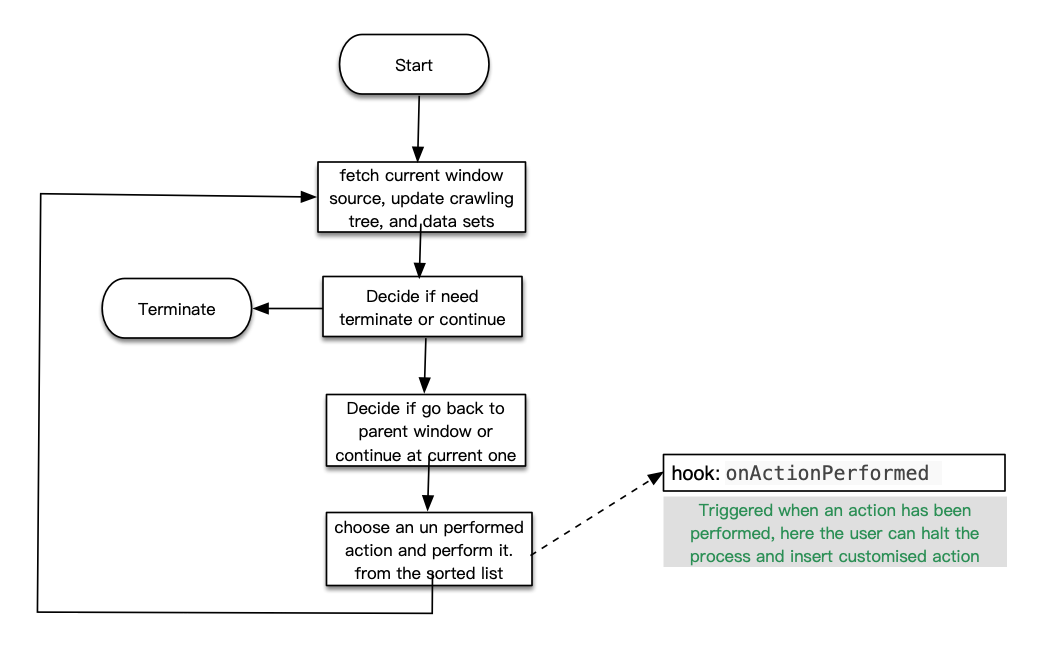 Start
fetch current window
source, update crawling
tree, and data sets
Decide if need
terminate or continue
Terminate
Decide if go back to
parent window or
continue at current one
choose an un performed
action and perform it.
from the sorted list
hook: onActionPerformed
Triggered when an action has been
performed, here the user can halt the
process and insert customised action